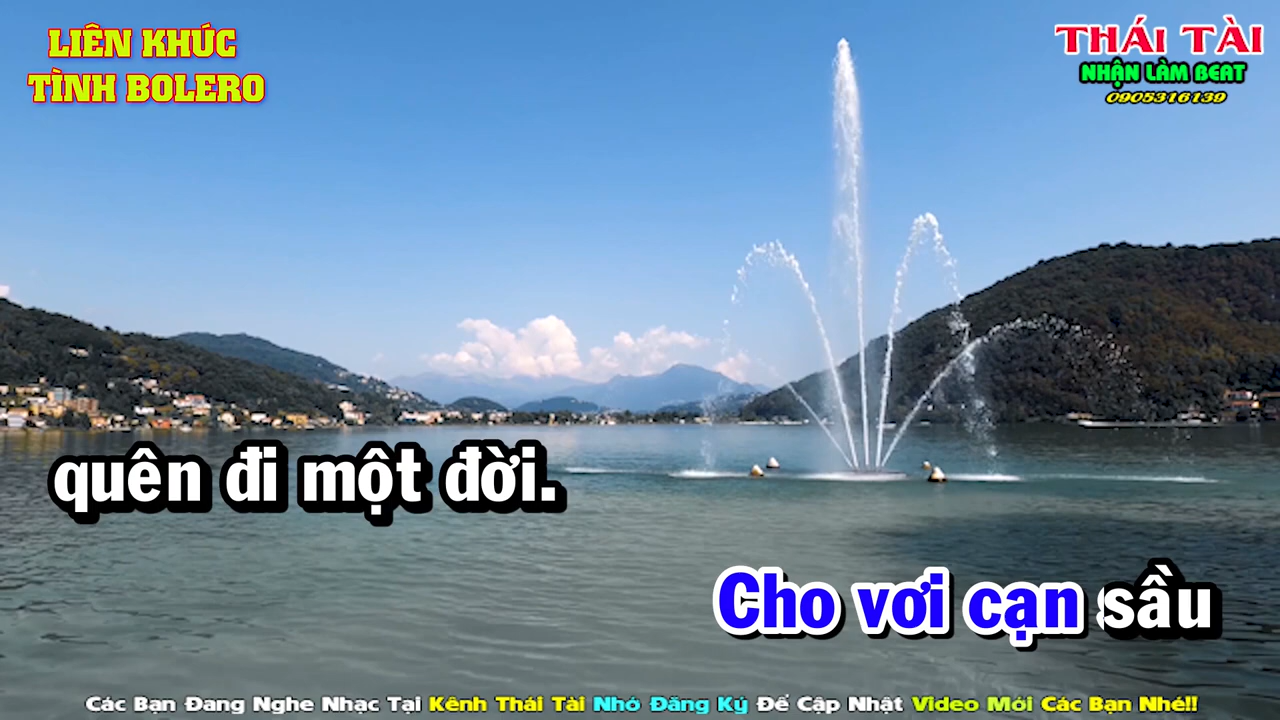 LIÊN KHÚC
TÌNH BOLERO
THÁI TÀI
NHẬN LÀM BEAT
0905316139
quên đi một đời.
Cho vơi cạn sầu
Các Bạn Đang Nghe Nhạc Tại Kênh Thái Tài Nhớ Đăng Ký Để Cập Nhật Video Mới Các Bạn Nhé!!